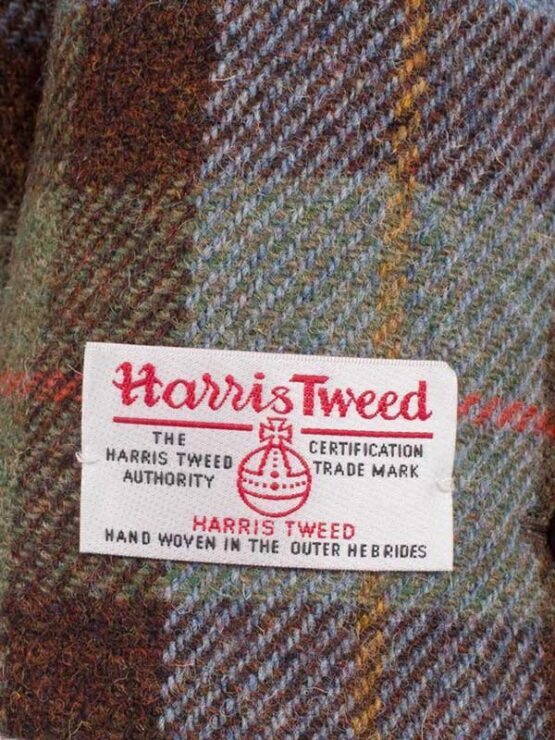 Harris Tweed
THE
HARRIS TWEED
AUTHORITY
CERTIFICATION
TRADE MARK
HARRIS TWEED
HAND WOVEN IN THE OUTER HEBRIDES